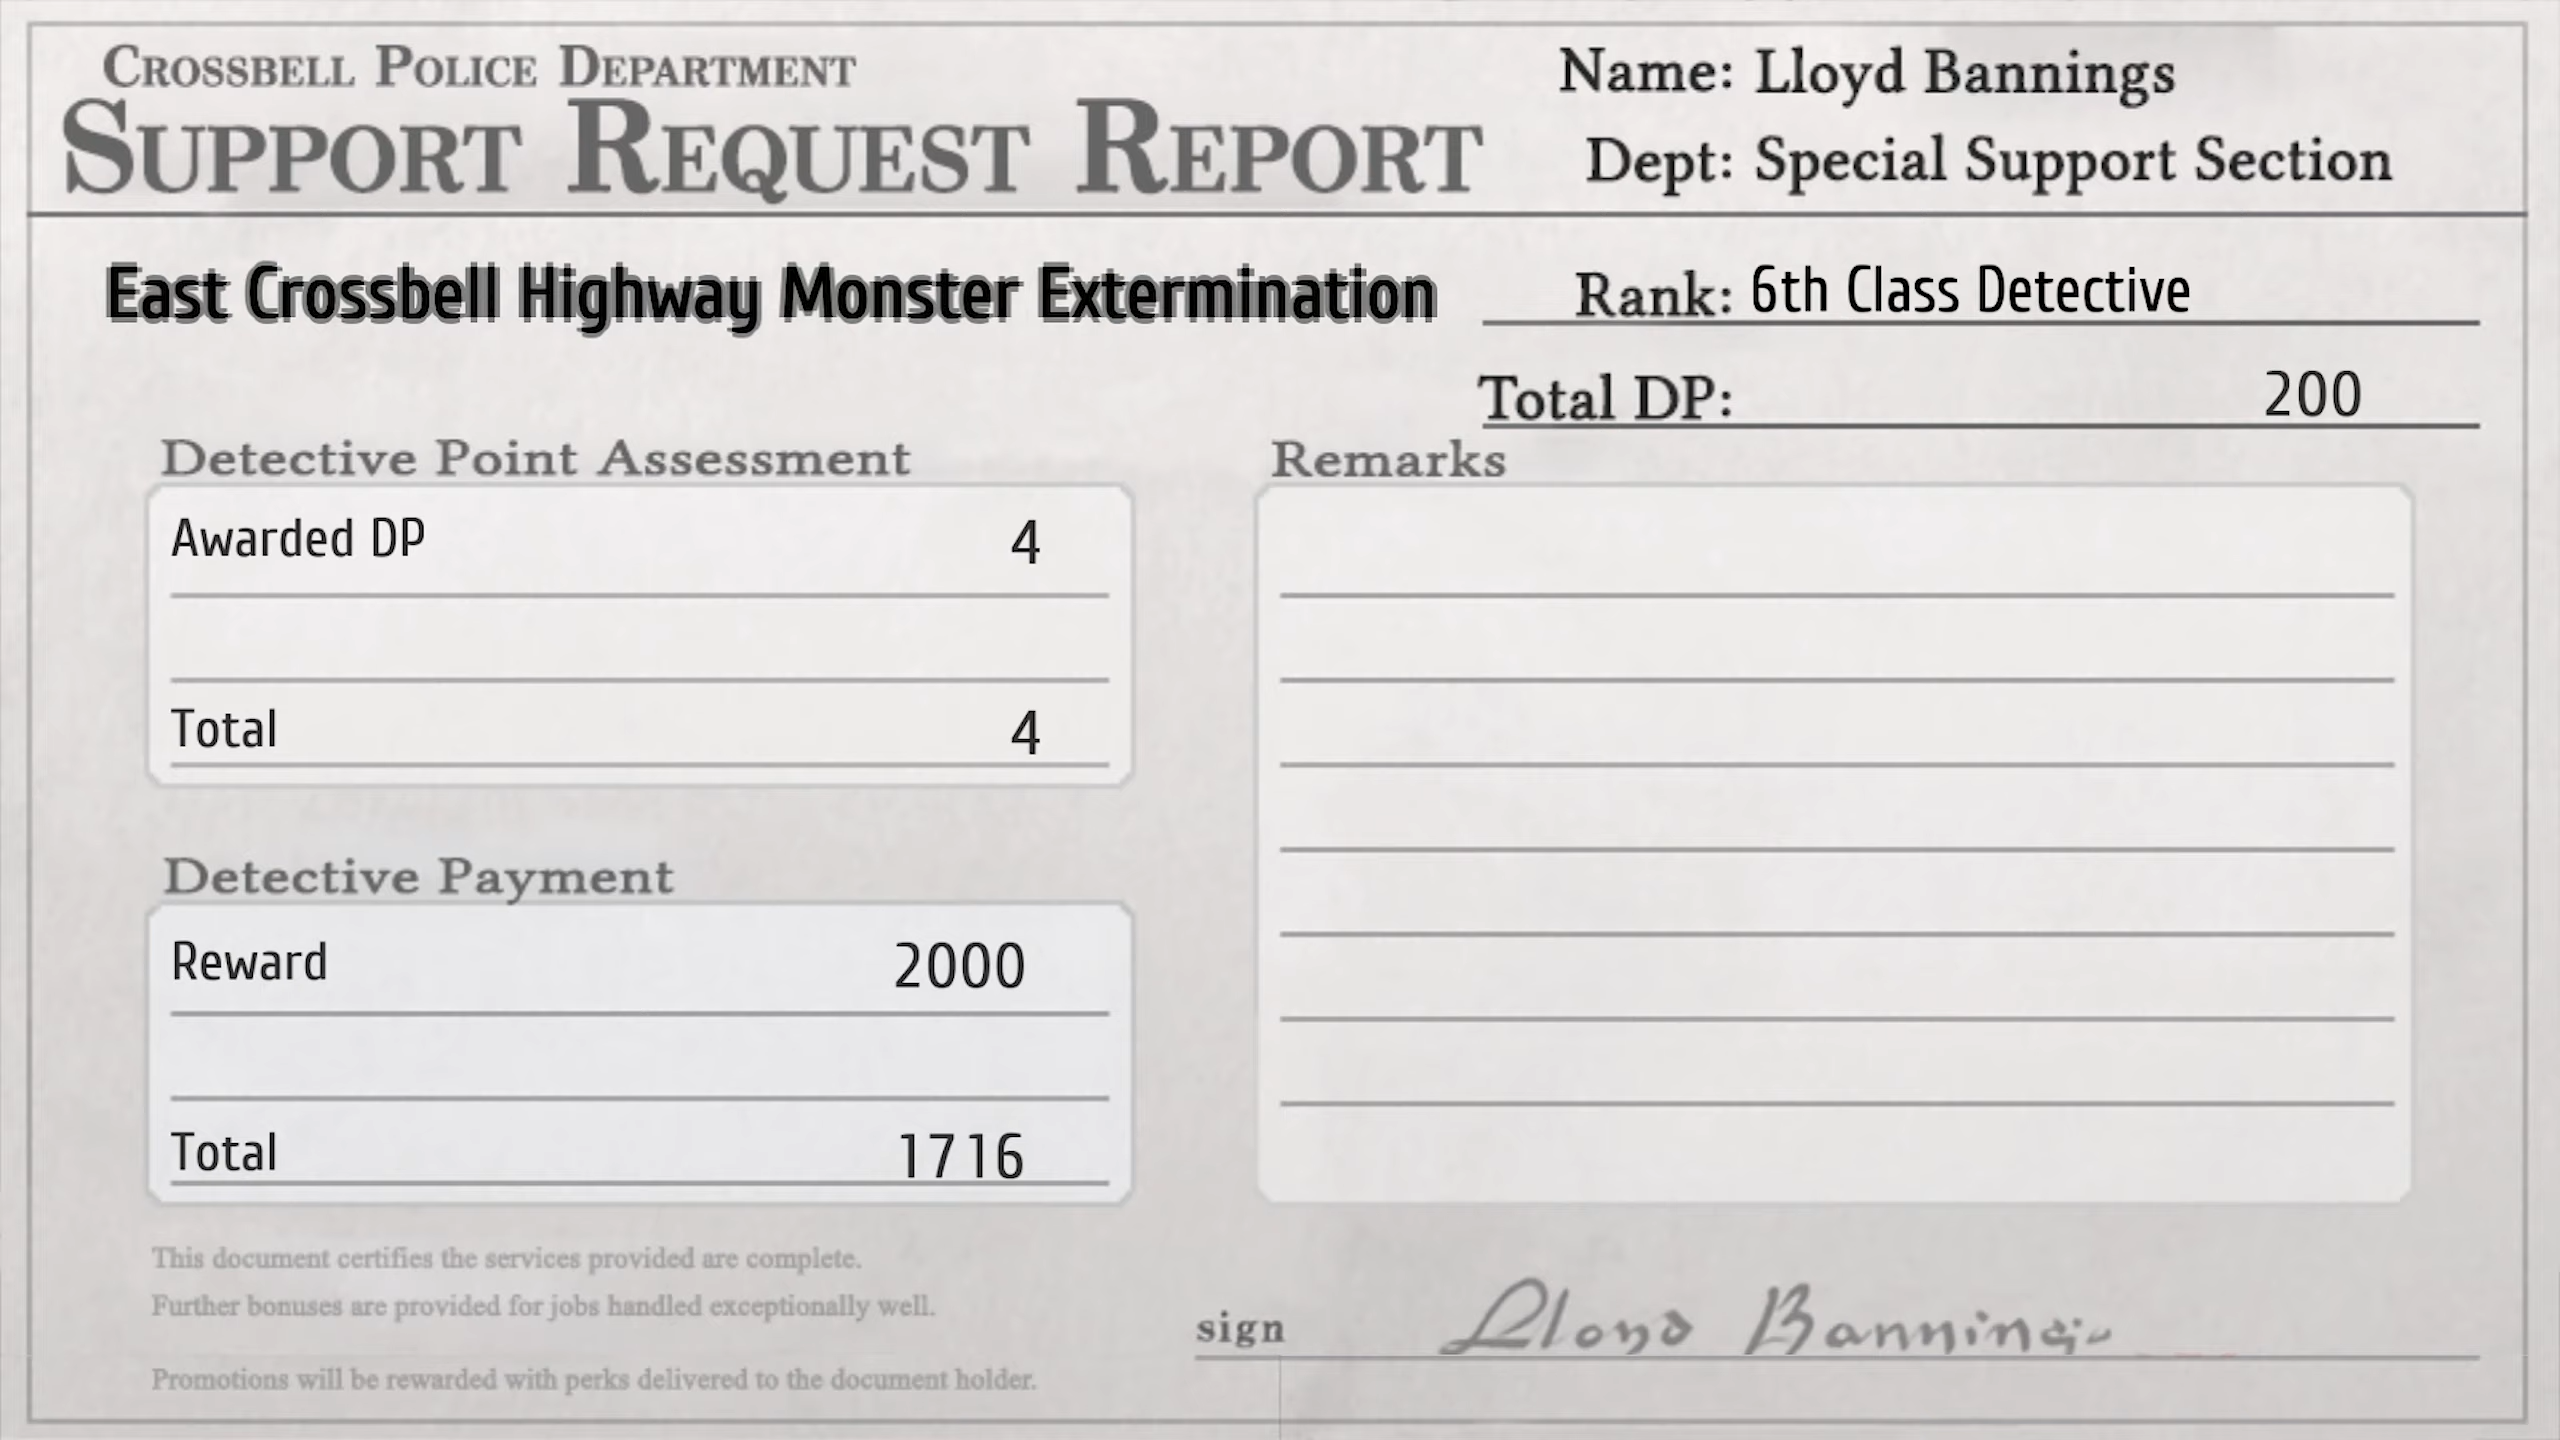 Crossbell Police Department
Support Request Report
Name: Lloyd Bannings
Dept: Special Support Section
East Crossbell Highway Monster Extermination
Rank: 6th Class Detective
Total DP: 200
Detective Point Assessment
Awarded DP 4
Total 4
Remarks
Detective Payment
Reward 2000
Total 1716
This document certifies the services provided are complete.
Further bonuses are provided for jobs handled exceptionally well.
Promotions will be rewarded with perks delivered to the document holder.
sign Lloyd Bannings